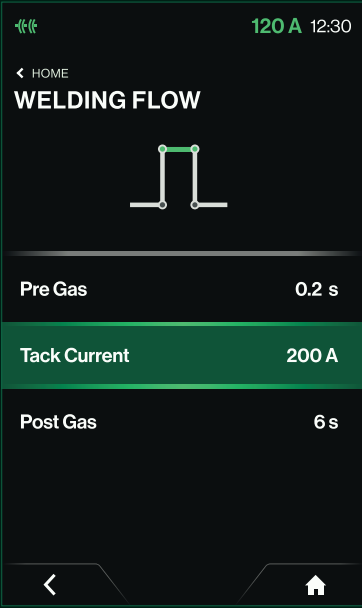 120 A 12:30
HOME
WELDING FLOW
Pre Gas 0.2 s
Tack Current 200 A
Post Gas 6 s